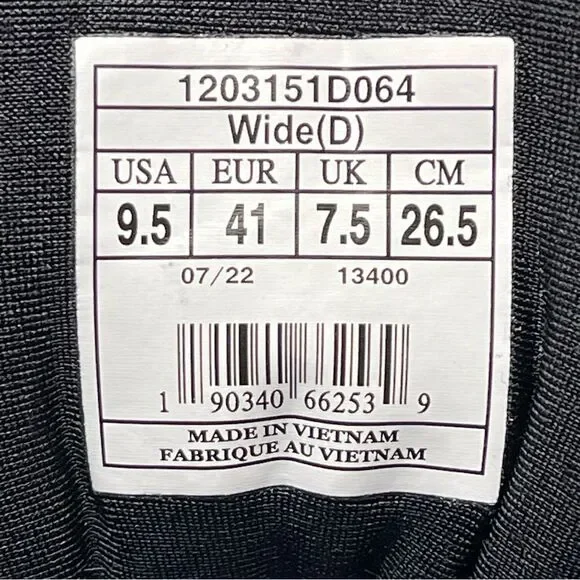 1203151D064
Wide(D)
USA EUR UK CM
9.5 41 7.5 26.5
07/22 13400
1 90340 66253 9
MADE IN VIETNAM
FABRIQUE AU VIETNAM